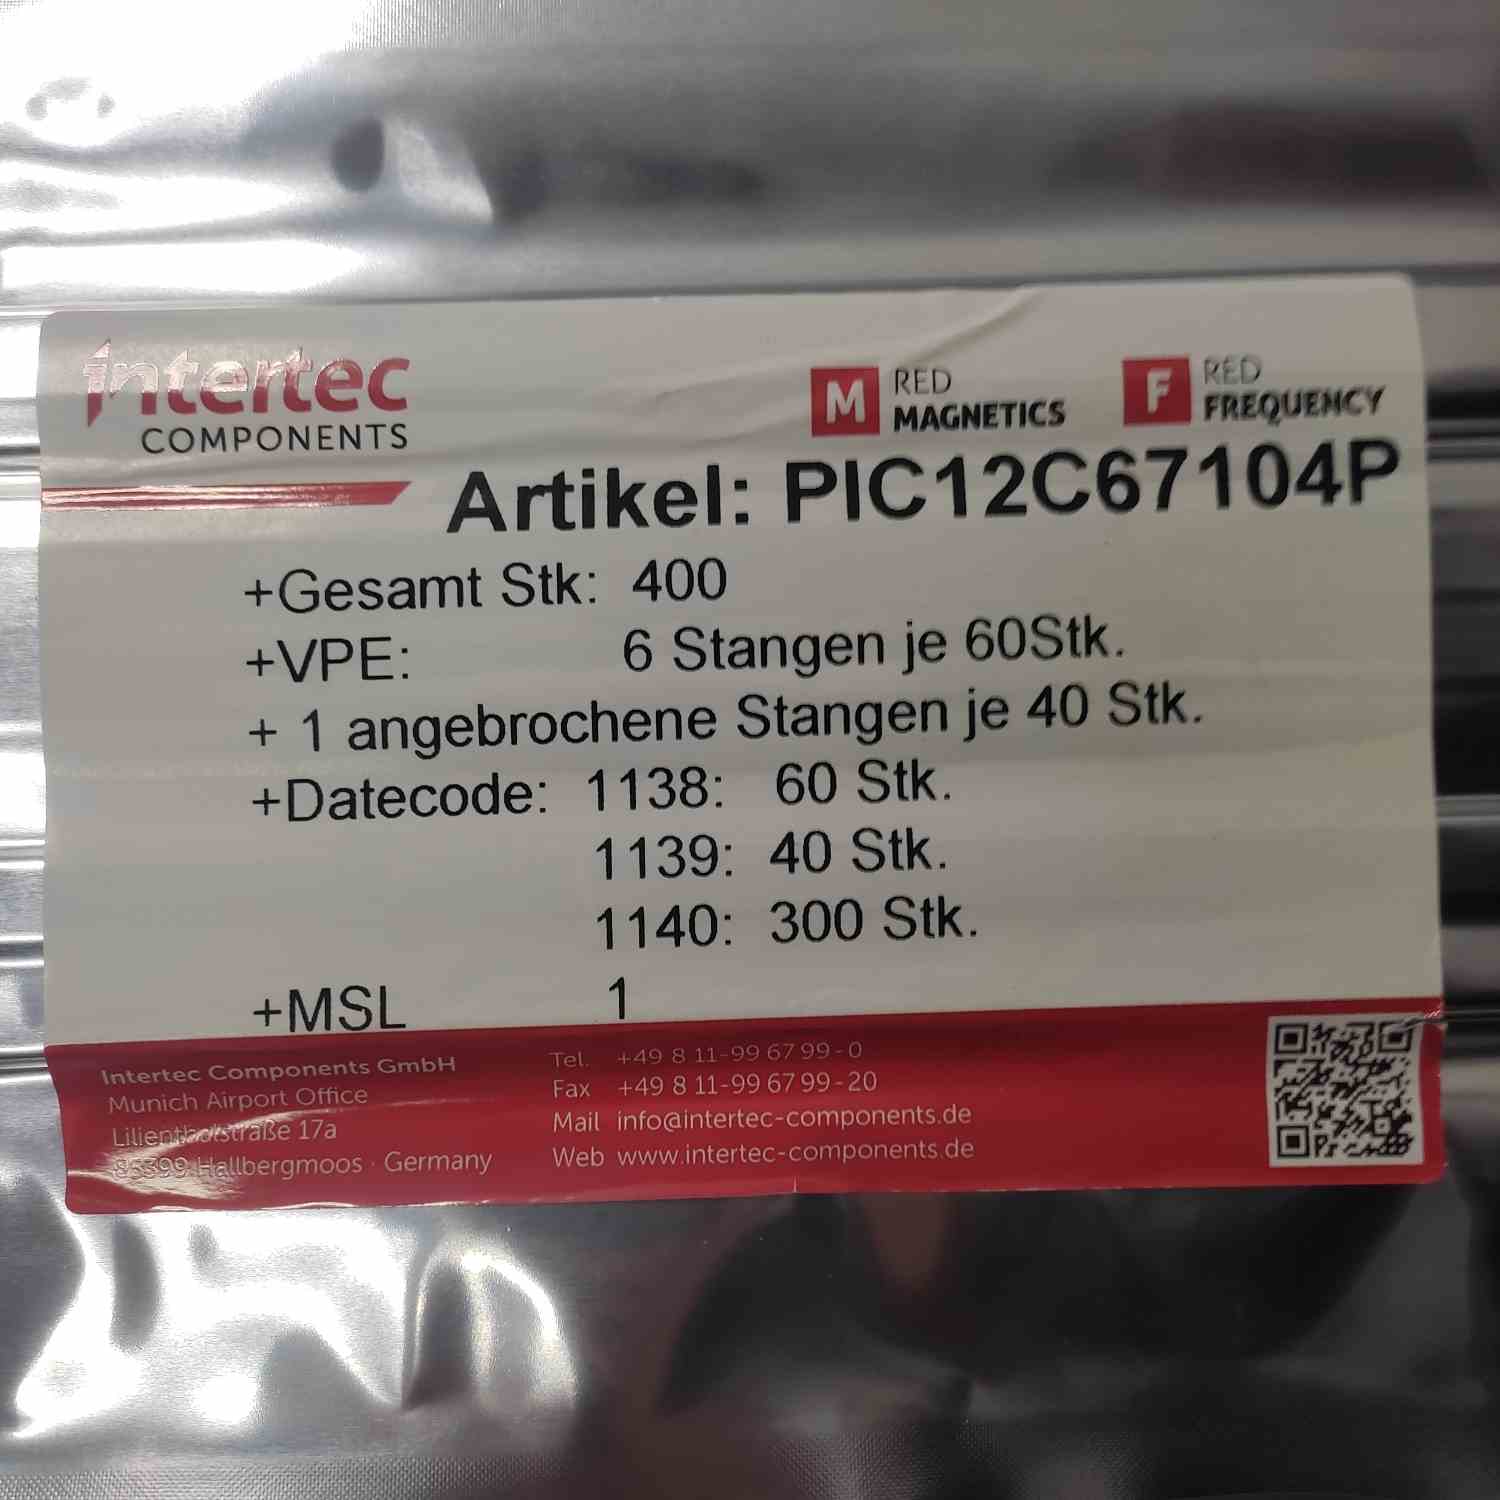 intertec
COMPONENTS
M RED
MAGNETICS
F RED
FREQUENCY
Artikel: PIC12C67104P
+Gesamt Stk: 400
+VPE: 6 Stangen je 60Stk.
+ 1 angebrochene Stangen je 40 Stk.
+Datecode: 1138: 60 Stk.
1139: 40 Stk.
1140: 300 Stk.
+MSL 1
Intertec Components GmbH
Munich Airport Office
Lilienthalstraße 17a
85399 Hallbergmoos · Germany
Tel. +49 8 11-99 67 99-0
Fax +49 8 11-99 67 99-20
Mail info@intertec-components.de
Web www.intertec-components.de